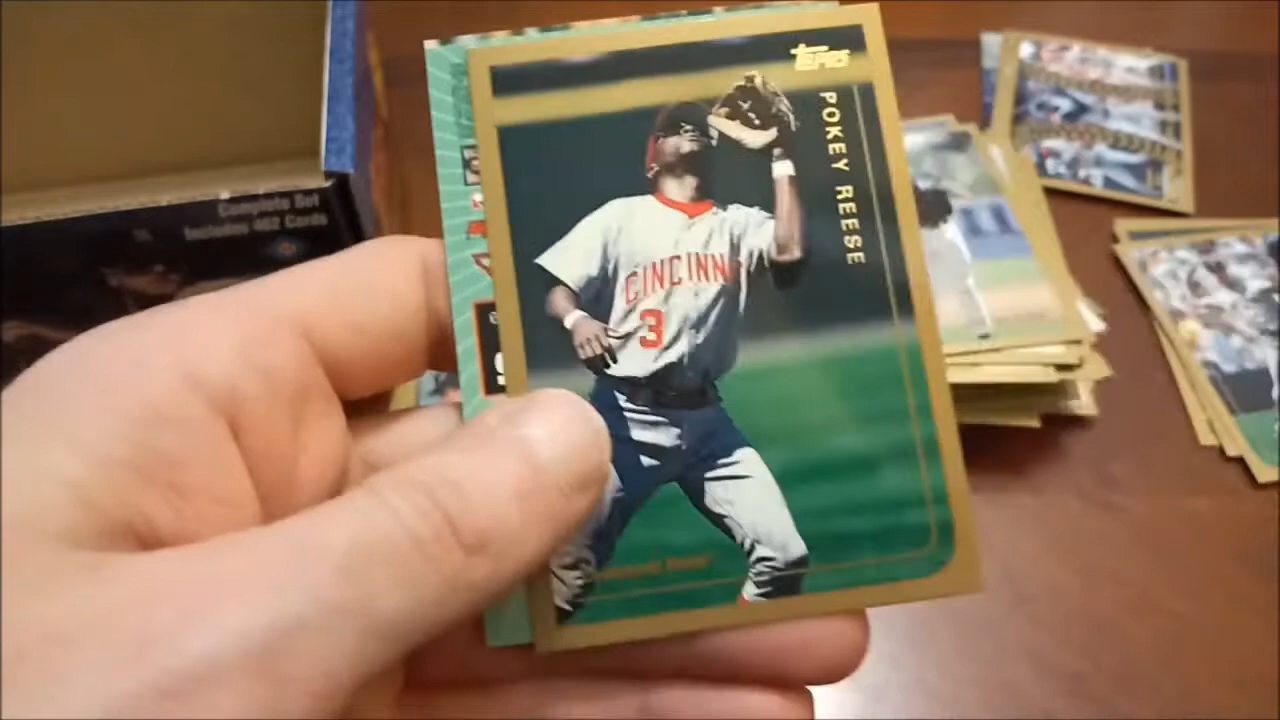 Complete Set
Includes 462 Cards
Topps
POKEY REESE
CINCINN
3